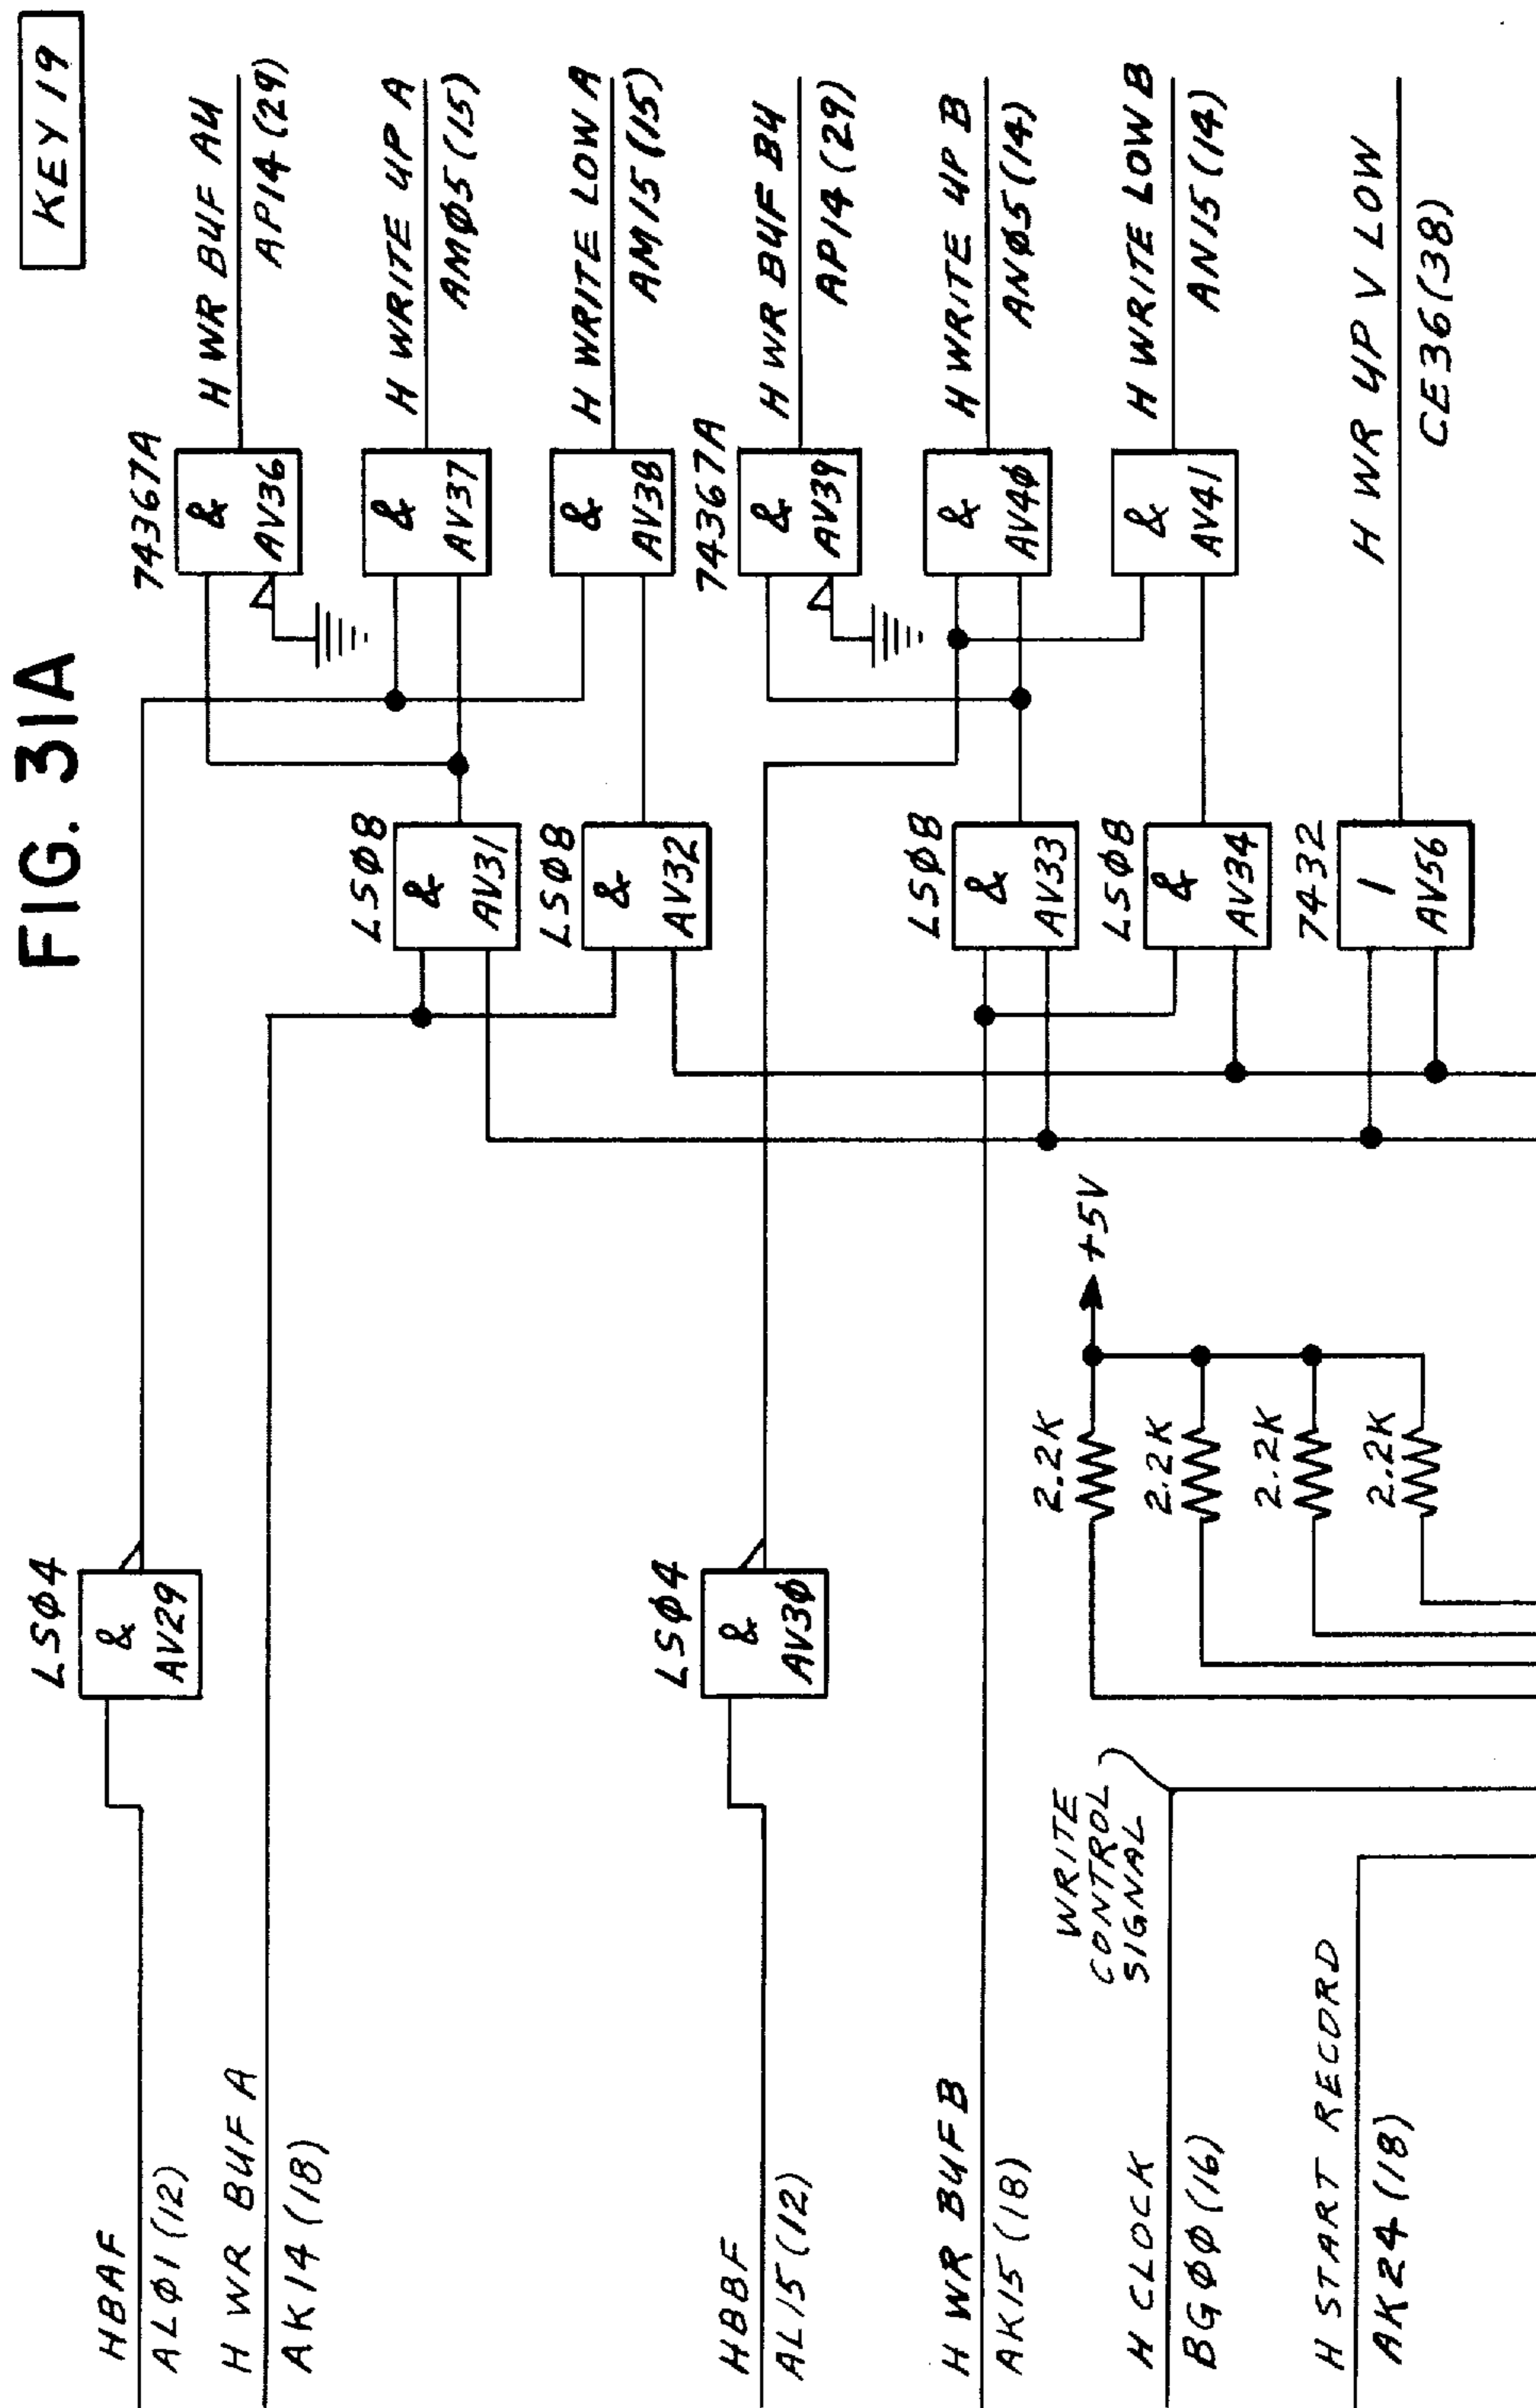 FIG. 31A
KEY 19
HBAF
ALØ1(12)
H WR BUF A
AK14(18)
HBBF
AL15(12)
H WR BUF B
AK15(18)
H CLOCK
BGØØ(16)
H START RECORD
AK24(18)
WRITE
CONTROL
SIGNAL
LSØ4
&
AV29
LSØ4
&
AV3Ø
2.2K
2.2K
2.2K
2.2K
+5V
LSØ8
&
AV31
LSØ8
&
AV32
LSØ8
&
AV33
LSØ8
&
AV34
7432
1
AV56
74367A
&
AV36
&
AV37
&
AV38
74367A
&
AV39
&
AV4Ø
&
AV41
H WR BUF AU
AP14(29)
H WRITE UP A
AMØ5(15)
H WRITE LOW A
AM15(15)
H WR BUF BU
AP14(29)
H WRITE UP B
ANØ5(14)
H WRITE LOW B
AN15(14)
H WR UP V LOW
CE36(38)